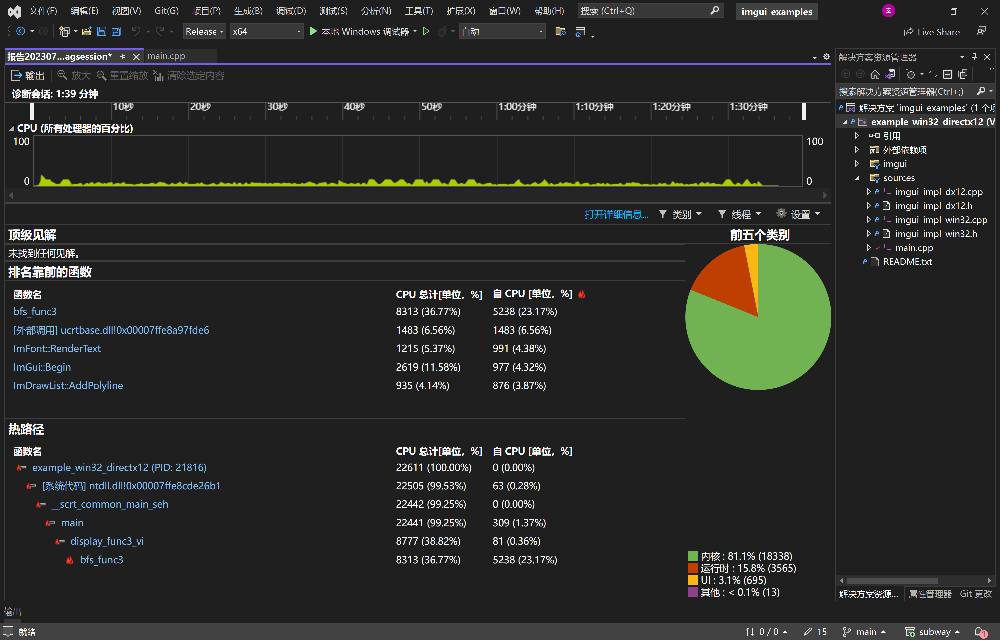 文件(F) 编辑(E) 视图(V) Git(G) 项目(P) 生成(B) 调试(D) 测试(S) 分析(N) 工具(T) 扩展(X) 窗口(W) 帮助(H) 搜索 (Ctrl+Q) imgui_examples 玄
Release x64 本地 Windows 调试器 自动 Live Share
报告202307...agsession* main.cpp
输出 放大 重置缩放 清除选定内容
诊断会话: 1:39 分钟
10秒 20秒 30秒 40秒 50秒 1:00分钟 1:10分钟 1:20分钟 1:30分钟
CPU (所有处理器的百分比)
100 100
0 0
打开详细信息... 类别 线程 设置
顶级见解
未找到任何见解。
排名靠前的函数
函数名 CPU 总计[单位，%] 自 CPU [单位，%]
bfs_func3 8313 (36.77%) 5238 (23.17%)
[外部调用] ucrtbase.dll!0x00007ffe8a97fde6 1483 (6.56%) 1483 (6.56%)
ImFont::RenderText 1215 (5.37%) 991 (4.38%)
ImGui::Begin 2619 (11.58%) 977 (4.32%)
ImDrawList::AddPolyline 935 (4.14%) 876 (3.87%)
热路径
函数名 CPU 总计[单位，%] 自 CPU [单位，%]
example_win32_directx12 (PID: 21816) 22611 (100.00%) 0 (0.00%)
[系统代码] ntdll.dll!0x00007ffe8cde26b1 22505 (99.53%) 63 (0.28%)
__scrt_common_main_seh 22442 (99.25%) 0 (0.00%)
main 22441 (99.25%) 309 (1.37%)
display_func3_vi 8777 (38.82%) 81 (0.36%)
bfs_func3 8313 (36.77%) 5238 (23.17%)
前五个类别
内核 : 81.1% (18338)
运行时 : 15.8% (3565)
UI : 3.1% (695)
其他 : < 0.1% (13)
解决方案资源管理器
搜索解决方案资源管理器(Ctrl+;)
解决方案 'imgui_examples' (1 个项
example_win32_directx12 (V
引用
外部依赖项
imgui
sources
imgui_impl_dx12.cpp
imgui_impl_dx12.h
imgui_impl_win32.cpp
imgui_impl_win32.h
main.cpp
README.txt
解决方案资源... 属性管理器 Git 更改
输出
就绪 0 / 0 15 main subway 1